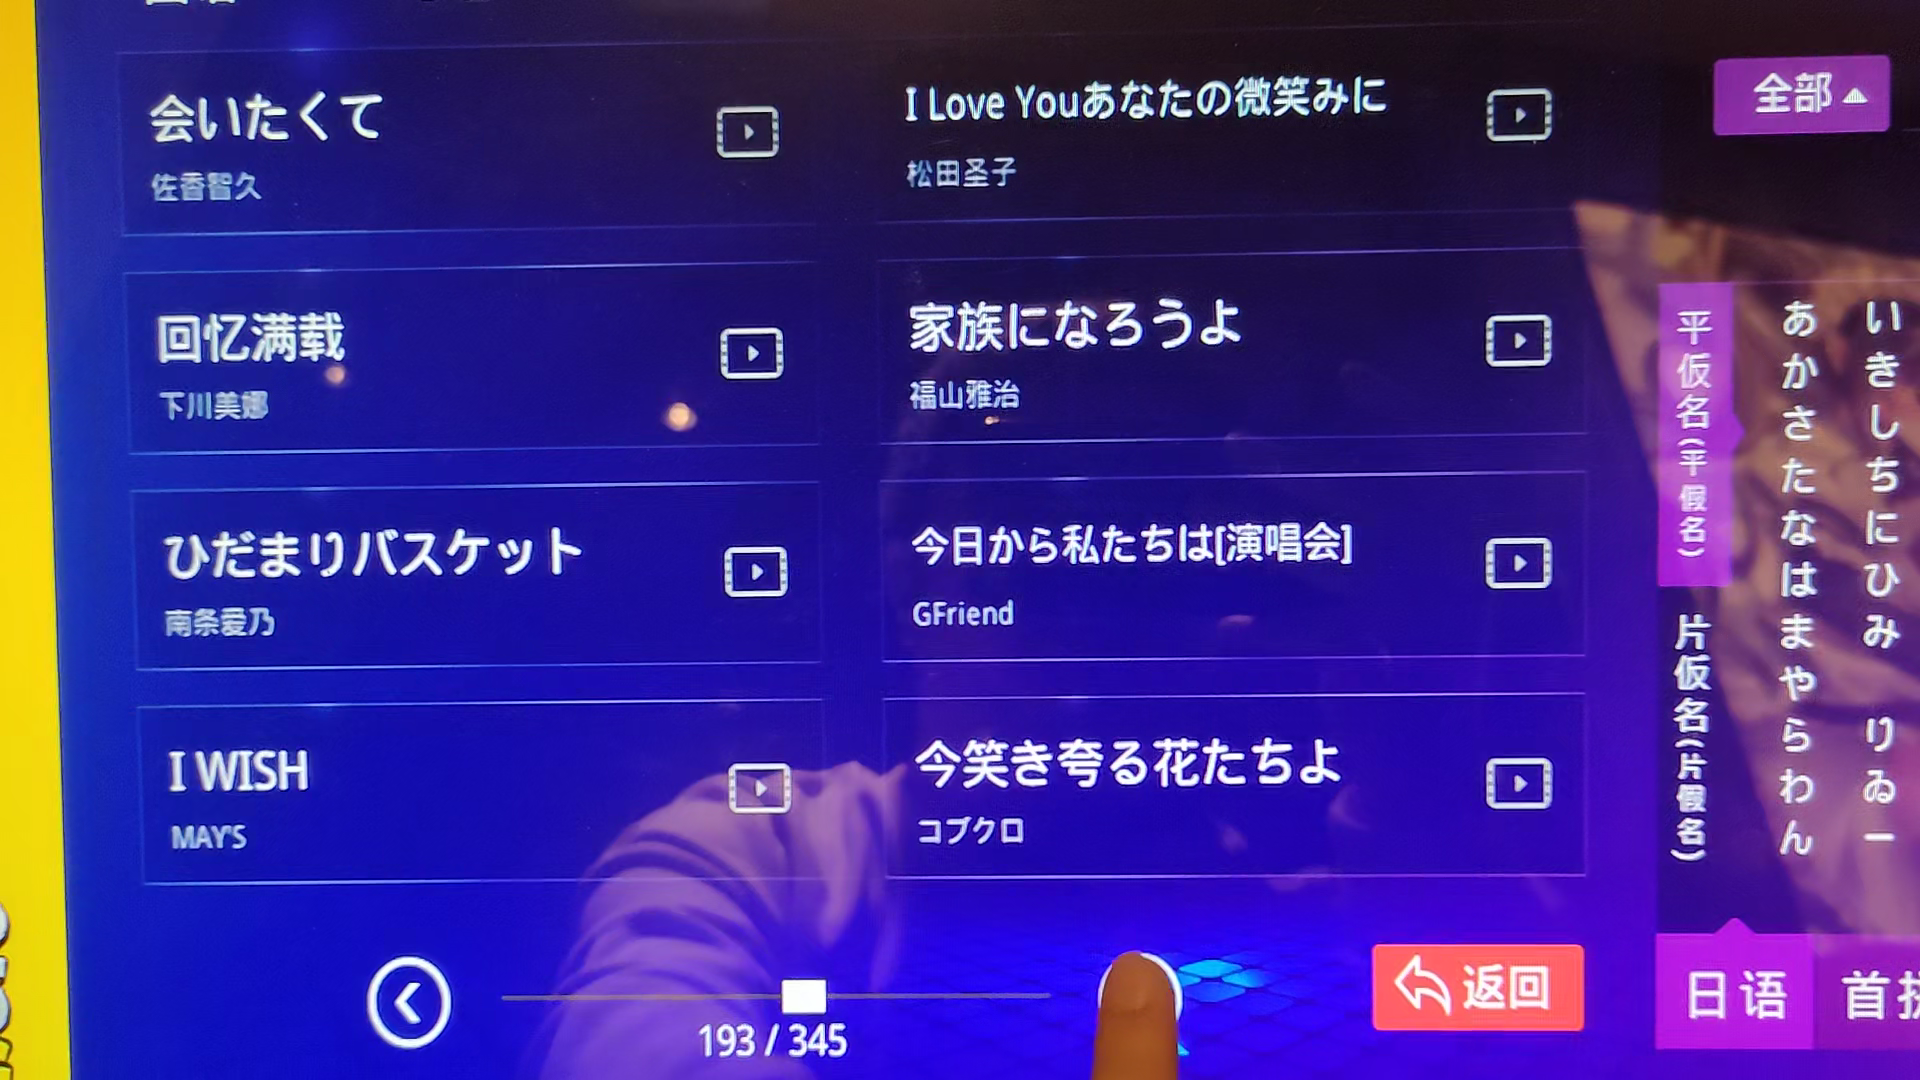 会いたくて
佐香智久
I Love Youあなたの微笑みに
松田圣子
回忆满载
下川美娜
家族になろうよ
福山雅治
ひだまりバスケット
南条爱乃
今日から私たちは[演唱会]
GFriend
I WISH
MAY'S
今笑き夸る花たちよ
コブクロ
193 / 345
返回
全部
平仮名(平假名)
片仮名(片假名)
あかさたなはまやらわん
いきしちにひみ りゐー
日语
首